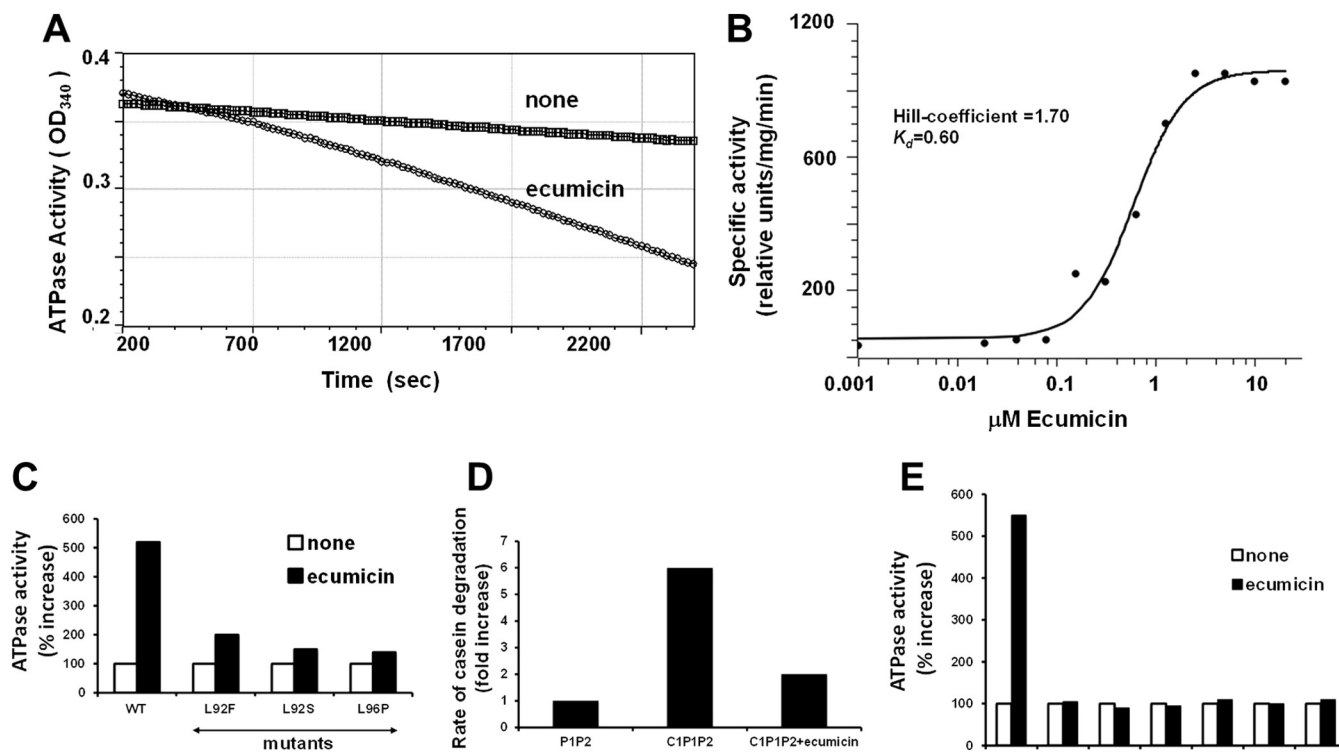 A
0.4
0.3
0.2
ATPase Activity ( OD340)
none
ecumicin
200 700 1200 1700 2200
Time (sec)
B
1200
1000
600
200
Specific activity
(relative units/mg/min)
Hill-coefficient =1.70
Kd=0.60
0.001 0.01 0.1 1 10
μM Ecumicin
C
600
500
400
300
200
100
0
ATPase activity
(% increase)
none
ecumicin
WT L92F L92S L96P
mutants
D
7
6
5
4
3
2
1
0
Rate of casein degradation
(fold increase)
P1P2 C1P1P2 C1P1P2+ecumicin
E
600
500
400
300
200
100
0
ATPase activity
(% increase)
none
ecumicin